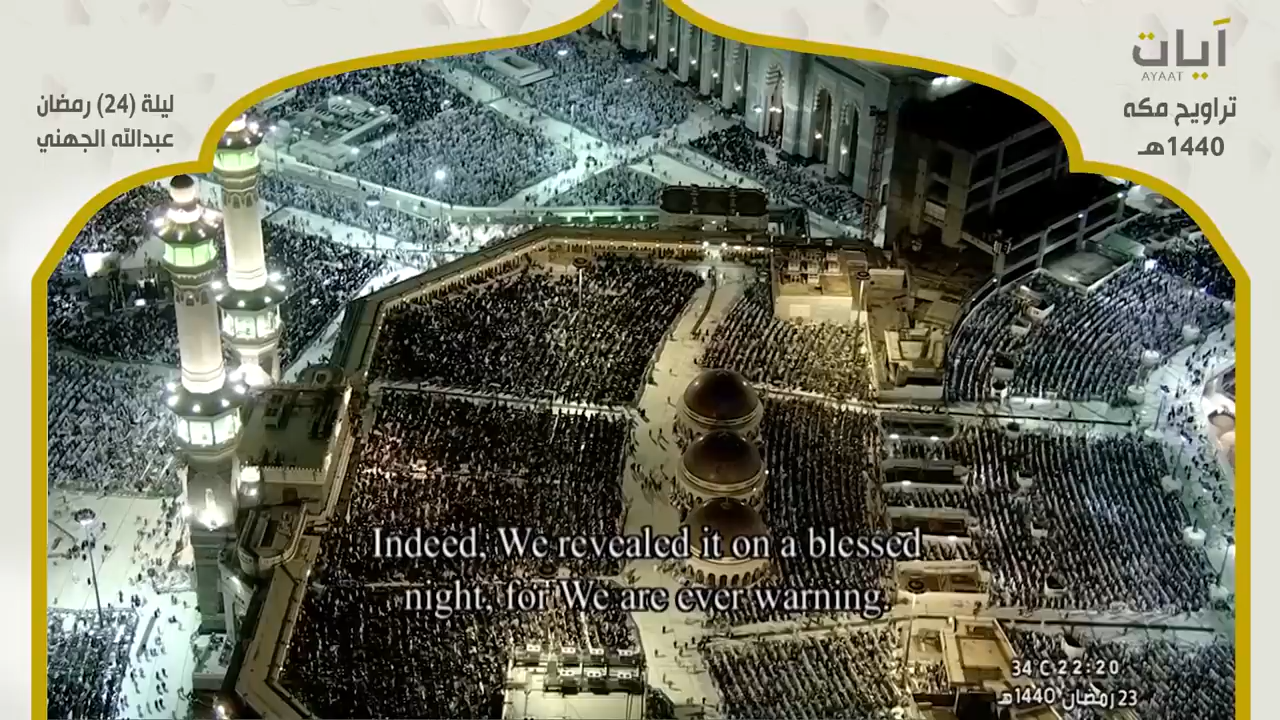 آيات
AYAAT
تراويح مكه
1440هـ
ليلة (24) رمضان
عبدالله الجهني
Indeed, We revealed it on a blessed
night, for We are ever warning.
34 C 22:20
23 رمضان 1440هـ